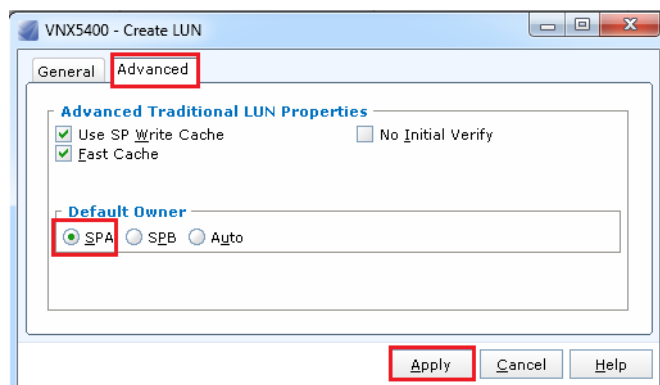 VNX5400 - Create LUN
General Advanced
Advanced Traditional LUN Properties
Use SP Write Cache No Initial Verify
Fast Cache
Default Owner
SPA SPB Auto
Apply Cancel Help